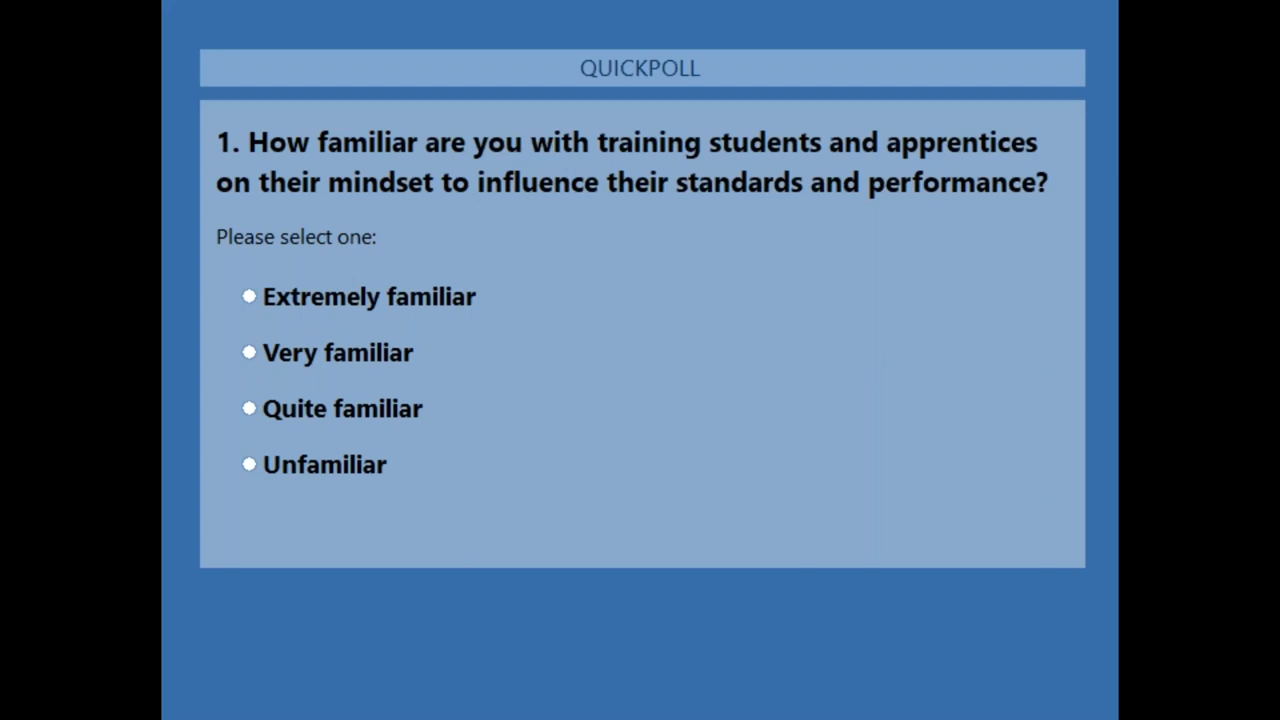 QUICKPOLL
1. How familiar are you with training students and apprentices
on their mindset to influence their standards and performance?
Please select one:
Extremely familiar
Very familiar
Quite familiar
Unfamiliar